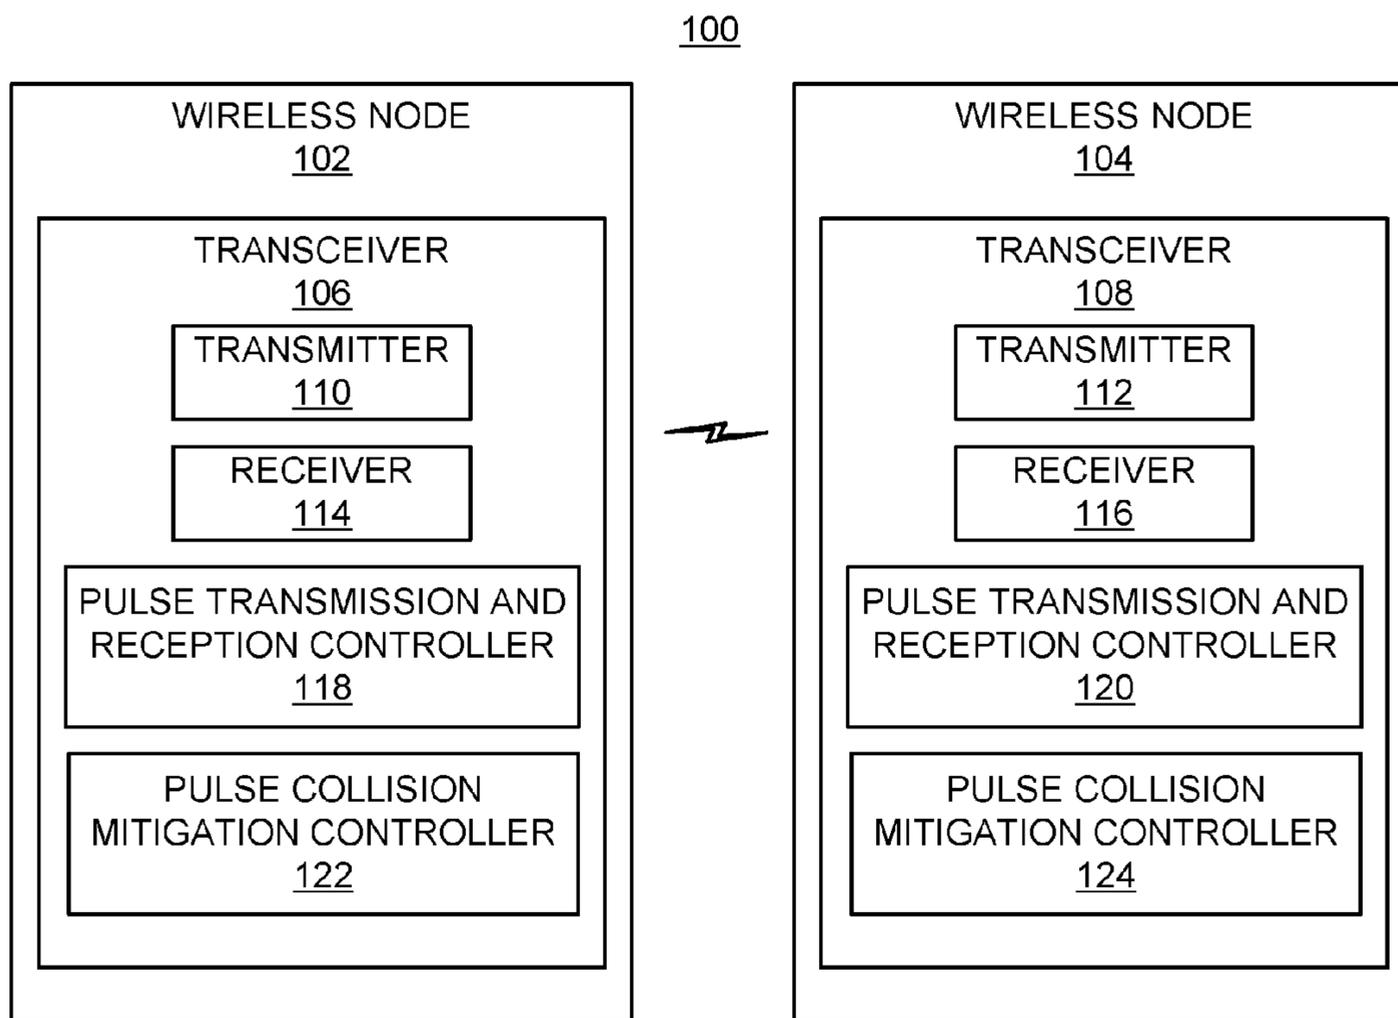 100
WIRELESS NODE
102
TRANSCEIVER
106
TRANSMITTER
110
RECEIVER
114
PULSE TRANSMISSION AND
RECEPTION CONTROLLER
118
PULSE COLLISION
MITIGATION CONTROLLER
122
WIRELESS NODE
104
TRANSCEIVER
108
TRANSMITTER
112
RECEIVER
116
PULSE TRANSMISSION AND
RECEPTION CONTROLLER
120
PULSE COLLISION
MITIGATION CONTROLLER
124